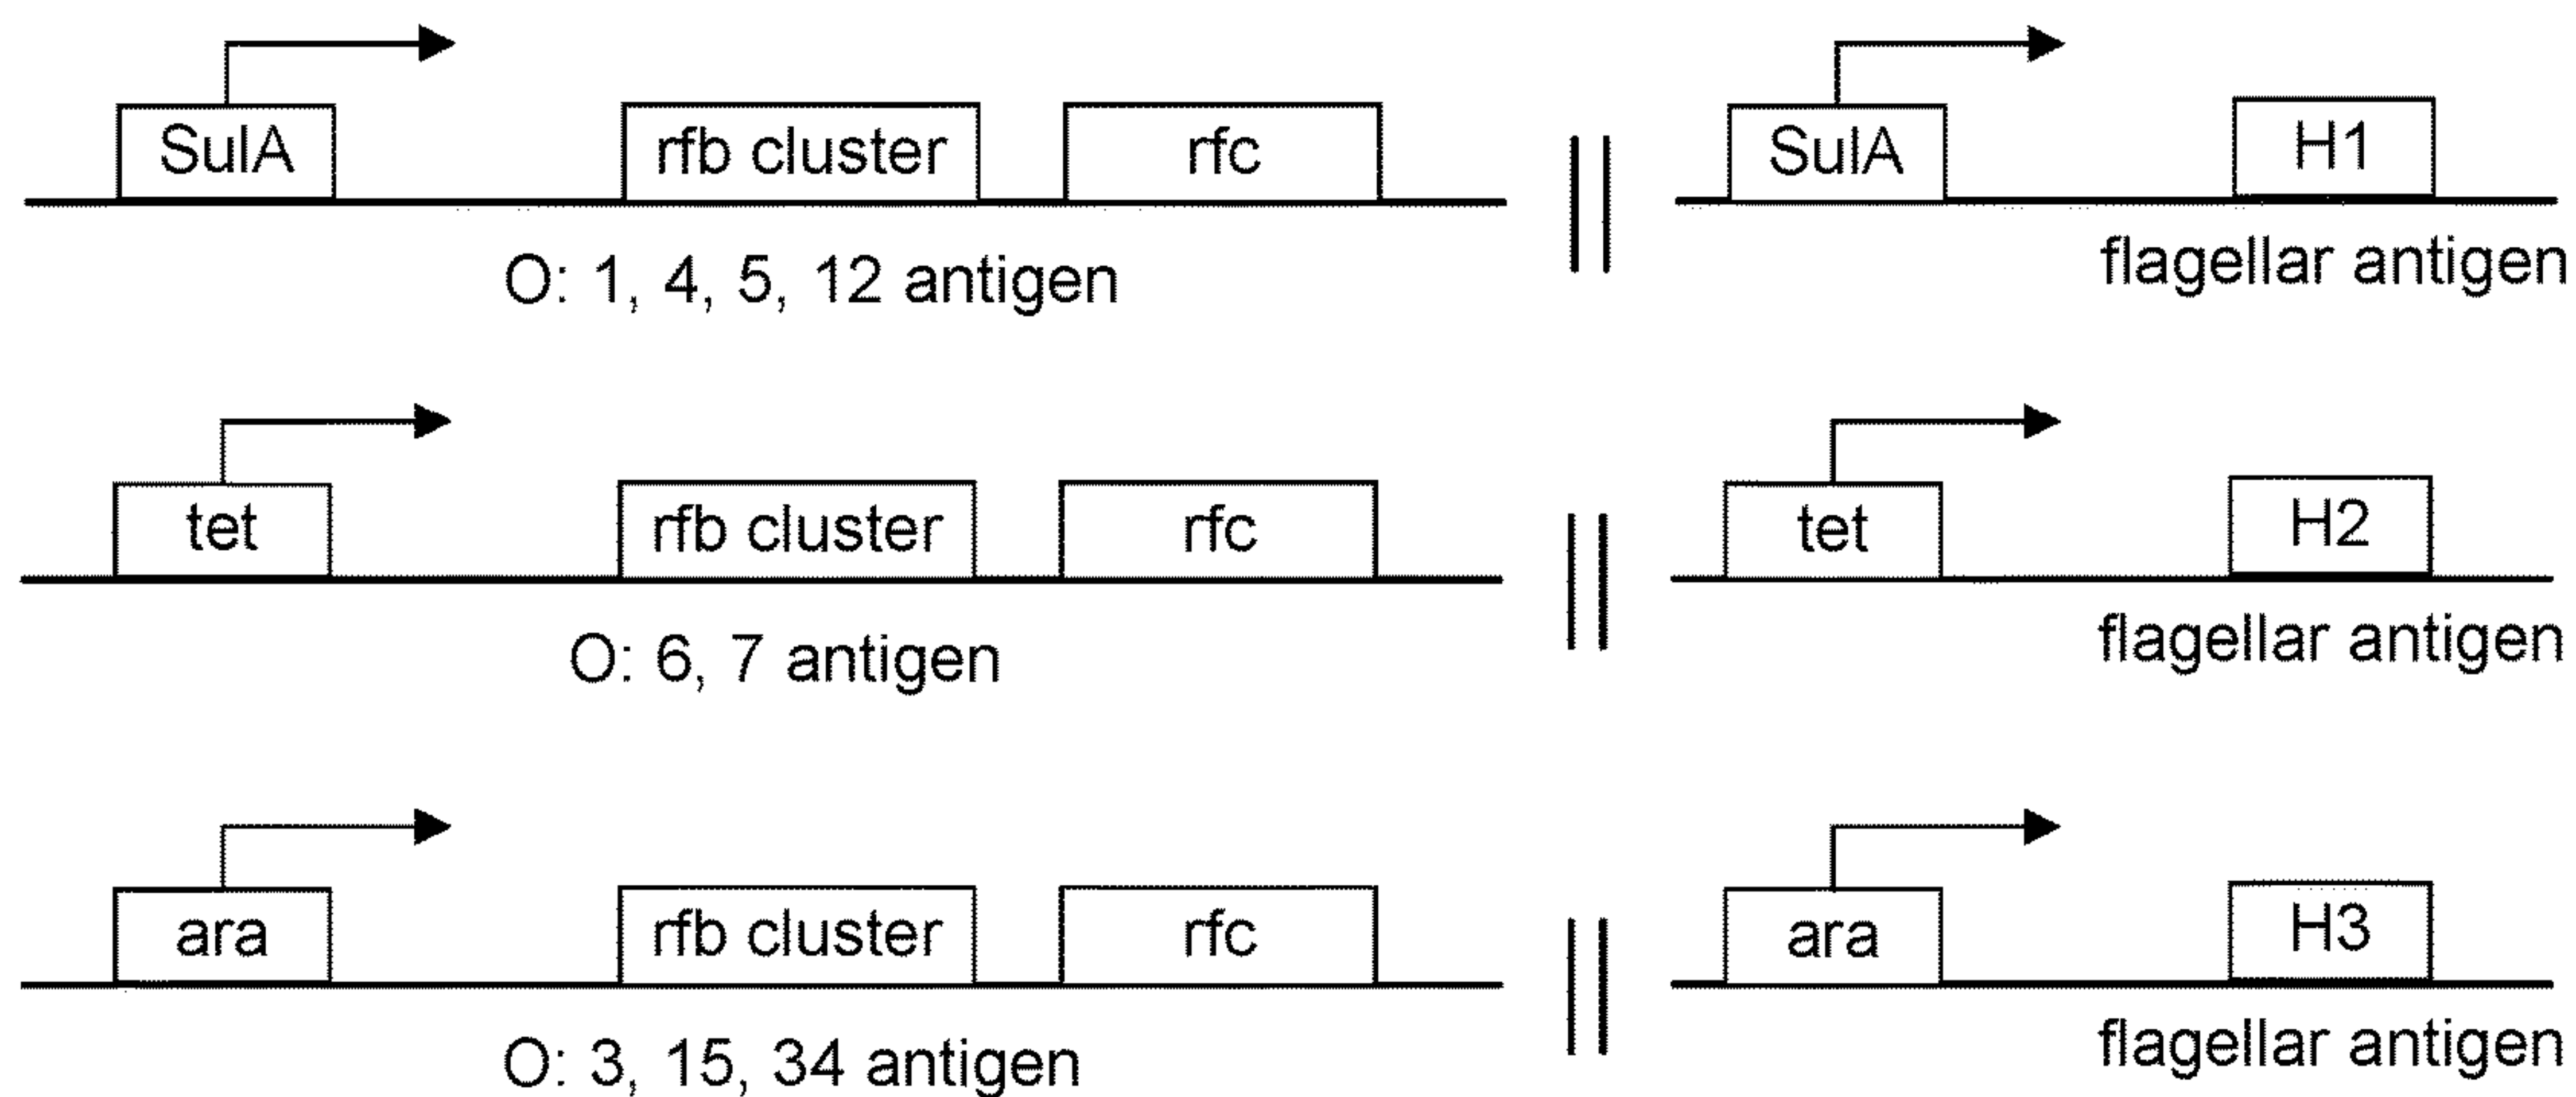 SulA rfb cluster rfc SulA H1
O: 1, 4, 5, 12 antigen flagellar antigen
tet rfb cluster rfc tet H2
O: 6, 7 antigen flagellar antigen
ara rfb cluster rfc ara H3
O: 3, 15, 34 antigen flagellar antigen